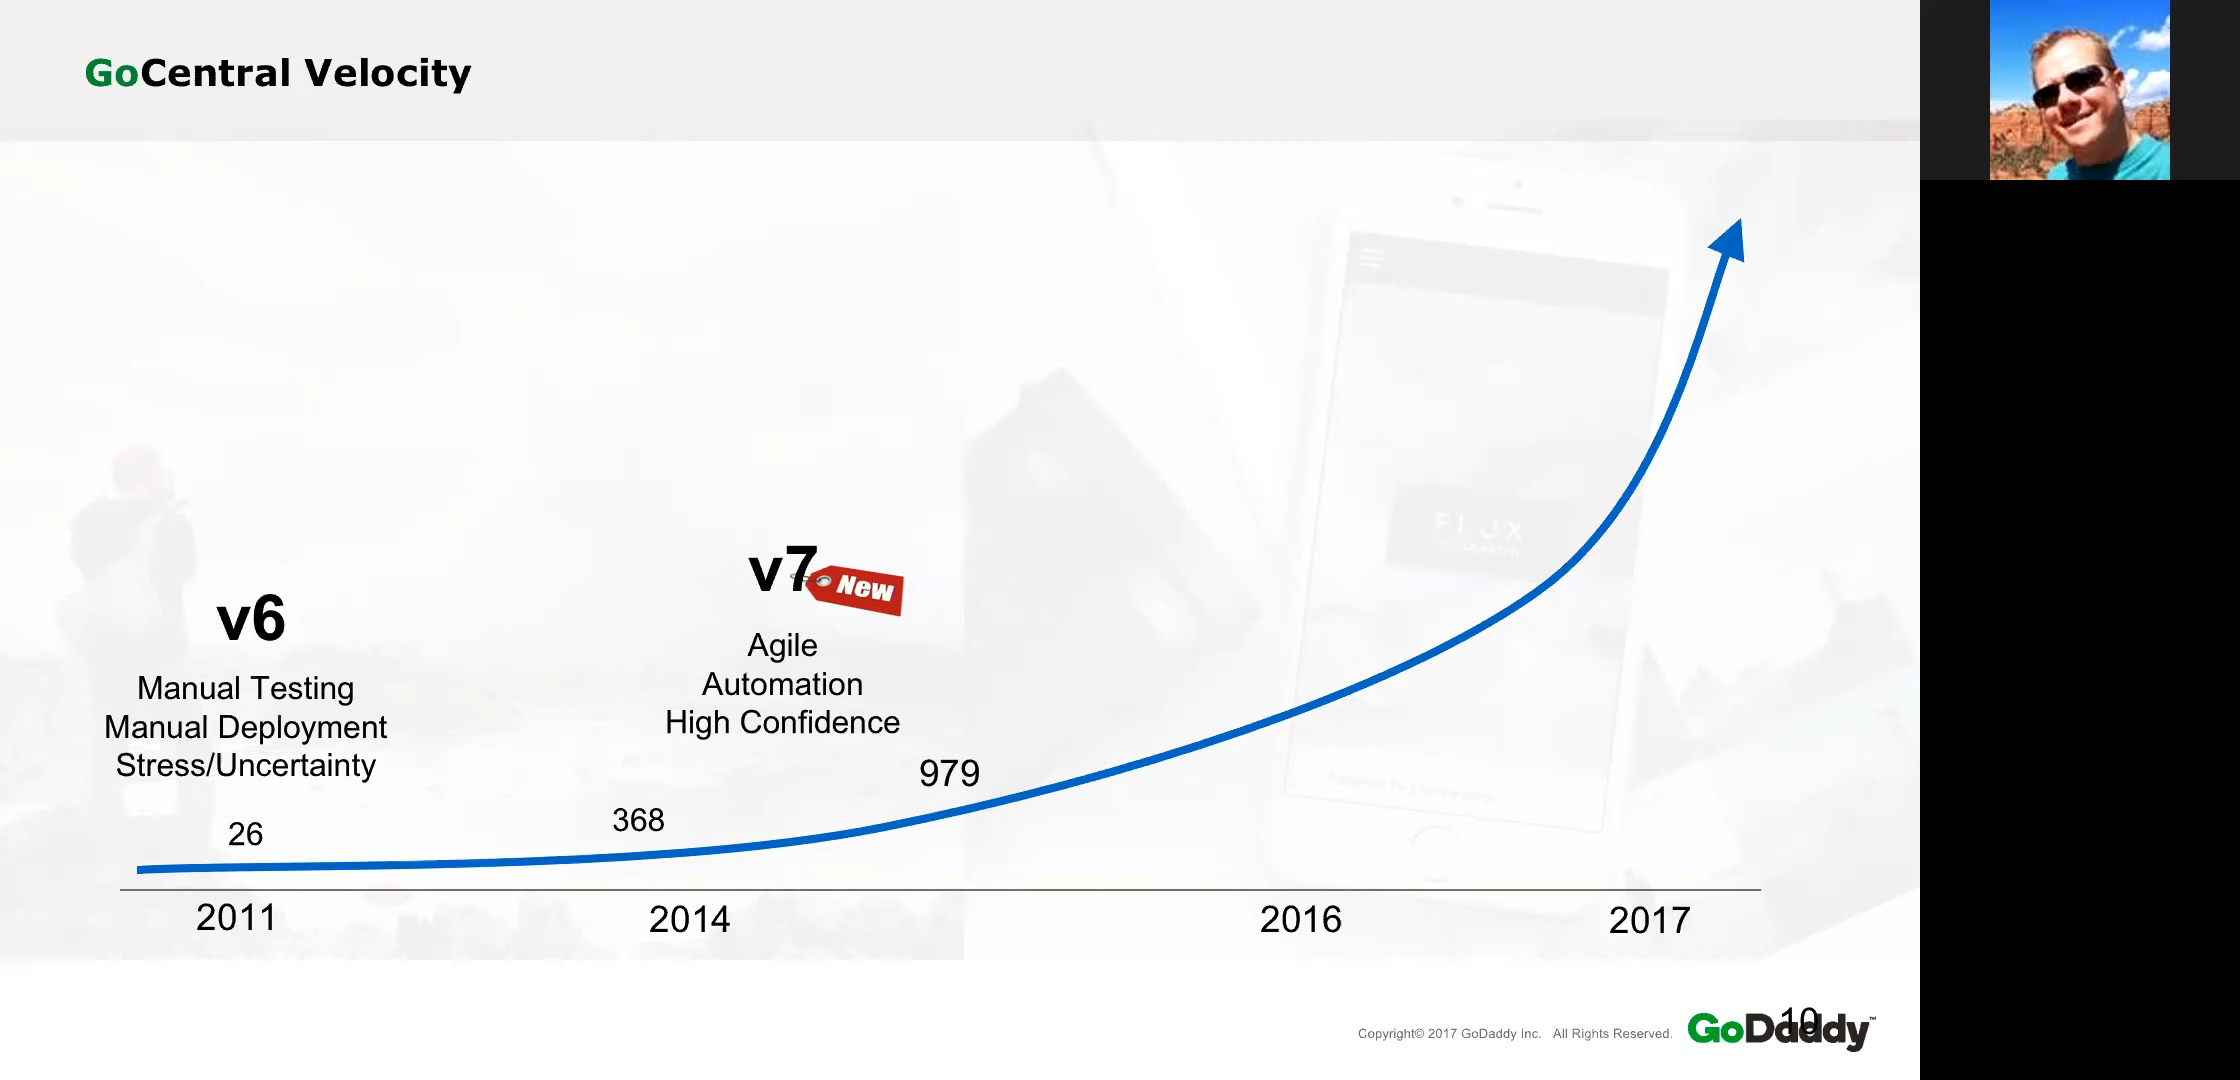 GoCentral Velocity
v6
Manual Testing
Manual Deployment
Stress/Uncertainty
26
v7
New
Agile
Automation
High Confidence
368
979
2011
2014
2016
2017
Copyright© 2017 GoDaddy Inc. All Rights Reserved.
GoDaddy™
10